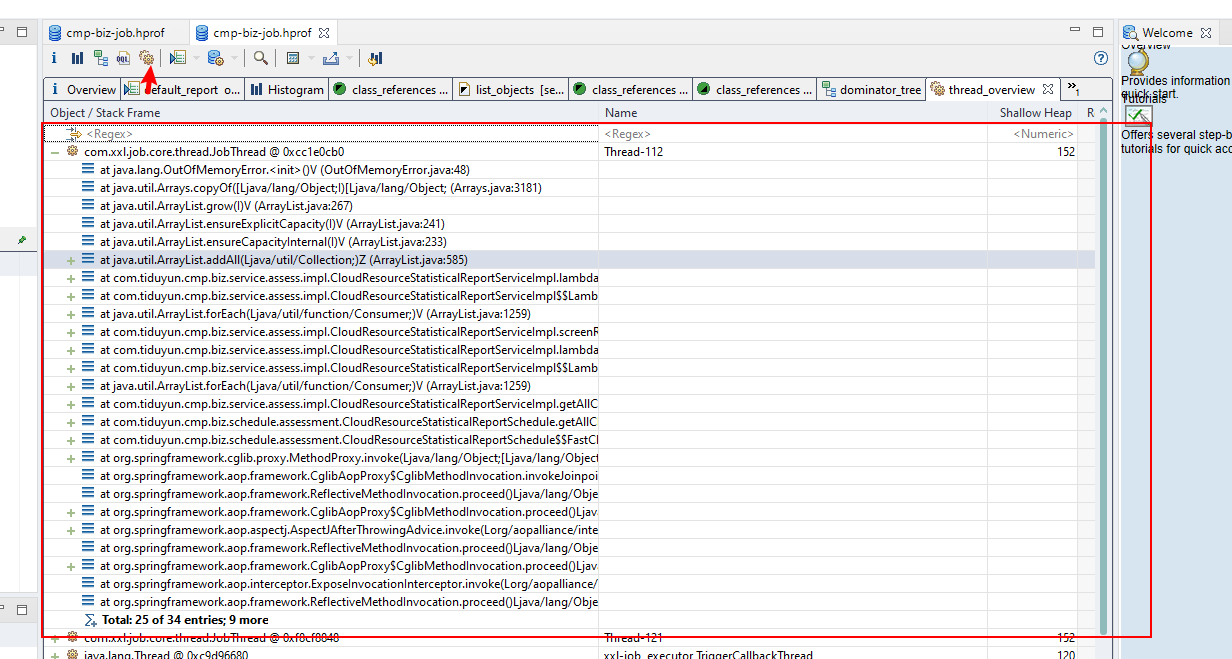 cmp-biz-job.hprof
cmp-biz-job.hprof
Welcome
i
OQL
Overview
Provides information
quick start.
Tutorials
Offers several step-b
tutorials for quick acc
i Overview
default_report o...
Histogram
class_references ...
list_objects [se...
class_references ...
class_references ...
dominator_tree
thread_overview
»1
Object / Stack Frame Name Shallow Heap R
<Regex> <Regex> <Numeric>
com.xxl.job.core.thread.JobThread @ 0xcc1e0cb0 Thread-112 152
at java.lang.OutOfMemoryError.<init>()V (OutOfMemoryError.java:48)
at java.util.Arrays.copyOf([Ljava/lang/Object;I)[Ljava/lang/Object; (Arrays.java:3181)
at java.util.ArrayList.grow(I)V (ArrayList.java:267)
at java.util.ArrayList.ensureExplicitCapacity(I)V (ArrayList.java:241)
at java.util.ArrayList.ensureCapacityInternal(I)V (ArrayList.java:233)
at java.util.ArrayList.addAll(Ljava/util/Collection;)Z (ArrayList.java:585)
at com.tiduyun.cmp.biz.service.assess.impl.CloudResourceStatisticalReportServiceImpl.lambda
at com.tiduyun.cmp.biz.service.assess.impl.CloudResourceStatisticalReportServiceImpl$$Lamb
at java.util.ArrayList.forEach(Ljava/util/function/Consumer;)V (ArrayList.java:1259)
at com.tiduyun.cmp.biz.service.assess.impl.CloudResourceStatisticalReportServiceImpl.screenR
at com.tiduyun.cmp.biz.service.assess.impl.CloudResourceStatisticalReportServiceImpl.lambda
at com.tiduyun.cmp.biz.service.assess.impl.CloudResourceStatisticalReportServiceImpl$$Lamb
at java.util.ArrayList.forEach(Ljava/util/function/Consumer;)V (ArrayList.java:1259)
at com.tiduyun.cmp.biz.service.assess.impl.CloudResourceStatisticalReportServiceImpl.getAllC
at com.tiduyun.cmp.biz.schedule.assessment.CloudResourceStatisticalReportSchedule.getAllC
at com.tiduyun.cmp.biz.schedule.assessment.CloudResourceStatisticalReportSchedule$$FastCl
at org.springframework.cglib.proxy.MethodProxy.invoke(Ljava/lang/Object;[Ljava/lang/Object
at org.springframework.aop.framework.CglibAopProxy$CglibMethodInvocation.invokeJoinpoi
at org.springframework.aop.framework.ReflectiveMethodInvocation.proceed()Ljava/lang/Obje
at org.springframework.aop.framework.CglibAopProxy$CglibMethodInvocation.proceed()Ljav
at org.springframework.aop.aspectj.AspectJAfterThrowingAdvice.invoke(Lorg/aopalliance/inte
at org.springframework.aop.framework.ReflectiveMethodInvocation.proceed()Ljava/lang/Obje
at org.springframework.aop.framework.CglibAopProxy$CglibMethodInvocation.proceed()Ljav
at org.springframework.aop.interceptor.ExposeInvocationInterceptor.invoke(Lorg/aopalliance/
at org.springframework.aop.framework.ReflectiveMethodInvocation.proceed()Ljava/lang/Obje
Total: 25 of 34 entries; 9 more
com.xxl.job.core.thread.JobThread @ 0xf8cf8848 Thread-121 152
java.lang.Thread @ 0xc9d96680 xxl-job, executor TriggerCallbackThread 120